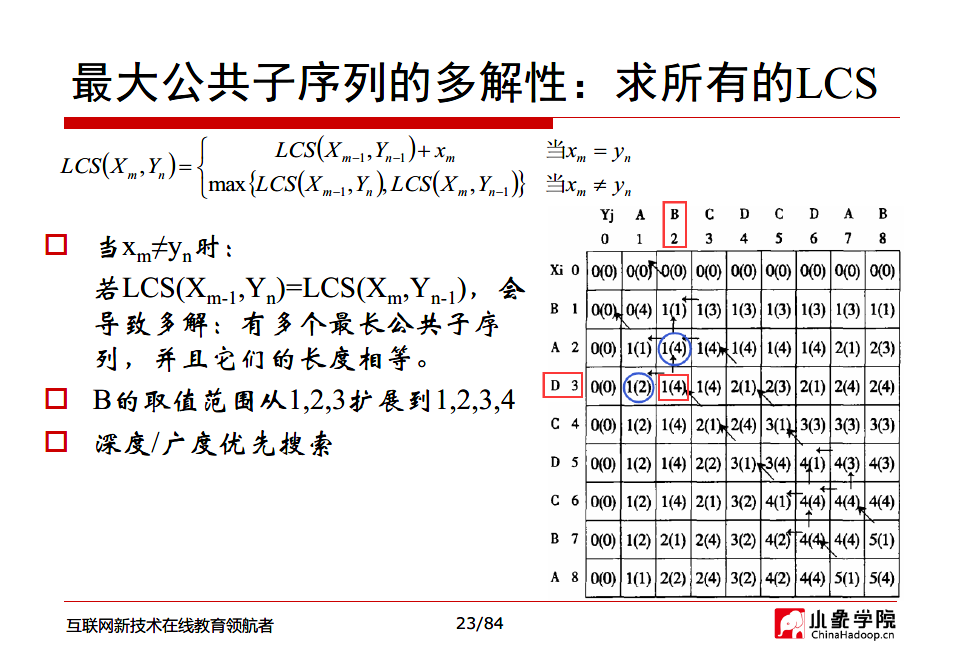 最大公共子序列的多解性：求所有的LCS
LCS(Xm, Yn) = { LCS(Xm−1, Yn−1) + xm 当xm = yn
max{LCS(Xm−1, Yn), LCS(Xm, Yn−1)} 当xm ≠ yn
当xm≠yn时：
若LCS(Xm-1,Yn)=LCS(Xm,Yn-1)，会
导致多解：有多个最长公共子序
列，并且它们的长度相等。
B的取值范围从1,2,3扩展到1,2,3,4
深度/广度优先搜索
Yj A B C D C D A B
0 1 2 3 4 5 6 7 8
Xi 0 0(0) 0(0) 0(0) 0(0) 0(0) 0(0) 0(0) 0(0) 0(0)
B 1 0(0) 0(4) 1(1) 1(3) 1(3) 1(3) 1(3) 1(3) 1(1)
A 2 0(0) 1(1) 1(4) 1(4) 1(4) 1(4) 1(4) 2(1) 2(3)
D 3 0(0) 1(2) 1(4) 1(4) 2(1) 2(3) 2(1) 2(4) 2(4)
C 4 0(0) 1(2) 1(4) 2(1) 2(4) 3(1) 3(3) 3(3) 3(3)
D 5 0(0) 1(2) 1(4) 2(2) 3(1) 3(4) 4(1) 4(3) 4(3)
C 6 0(0) 1(2) 1(4) 2(1) 3(2) 4(1) 4(4) 4(4) 4(4)
B 7 0(0) 1(2) 2(1) 2(4) 3(2) 4(2) 4(4) 4(4) 5(1)
A 8 0(0) 1(1) 2(2) 2(4) 3(2) 4(2) 4(4) 5(1) 5(4)
互联网新技术在线教育领航者
23/84
小象学院
ChinaHadoop.cn